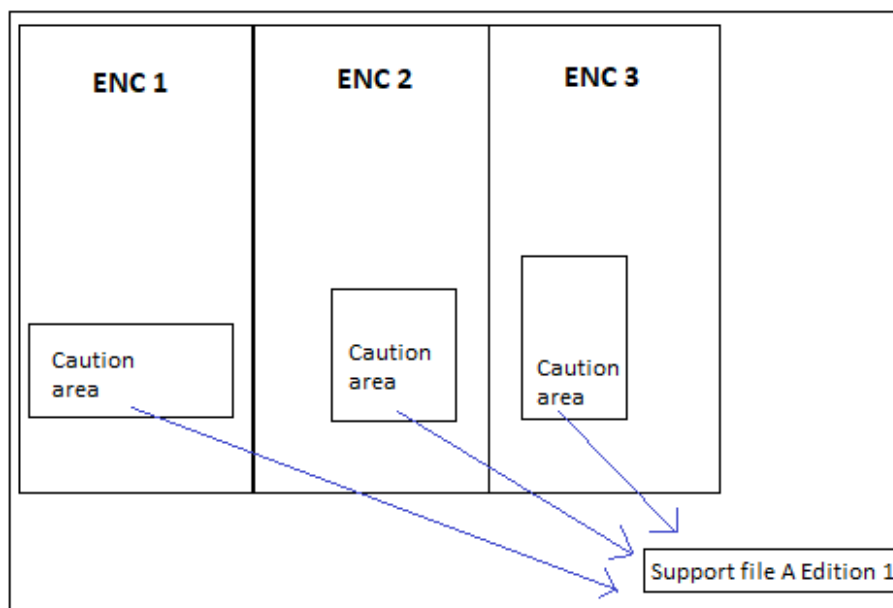 ENC 1
ENC 2
ENC 3
Caution
area
Caution
area
Caution
area
Support file A Edition 1